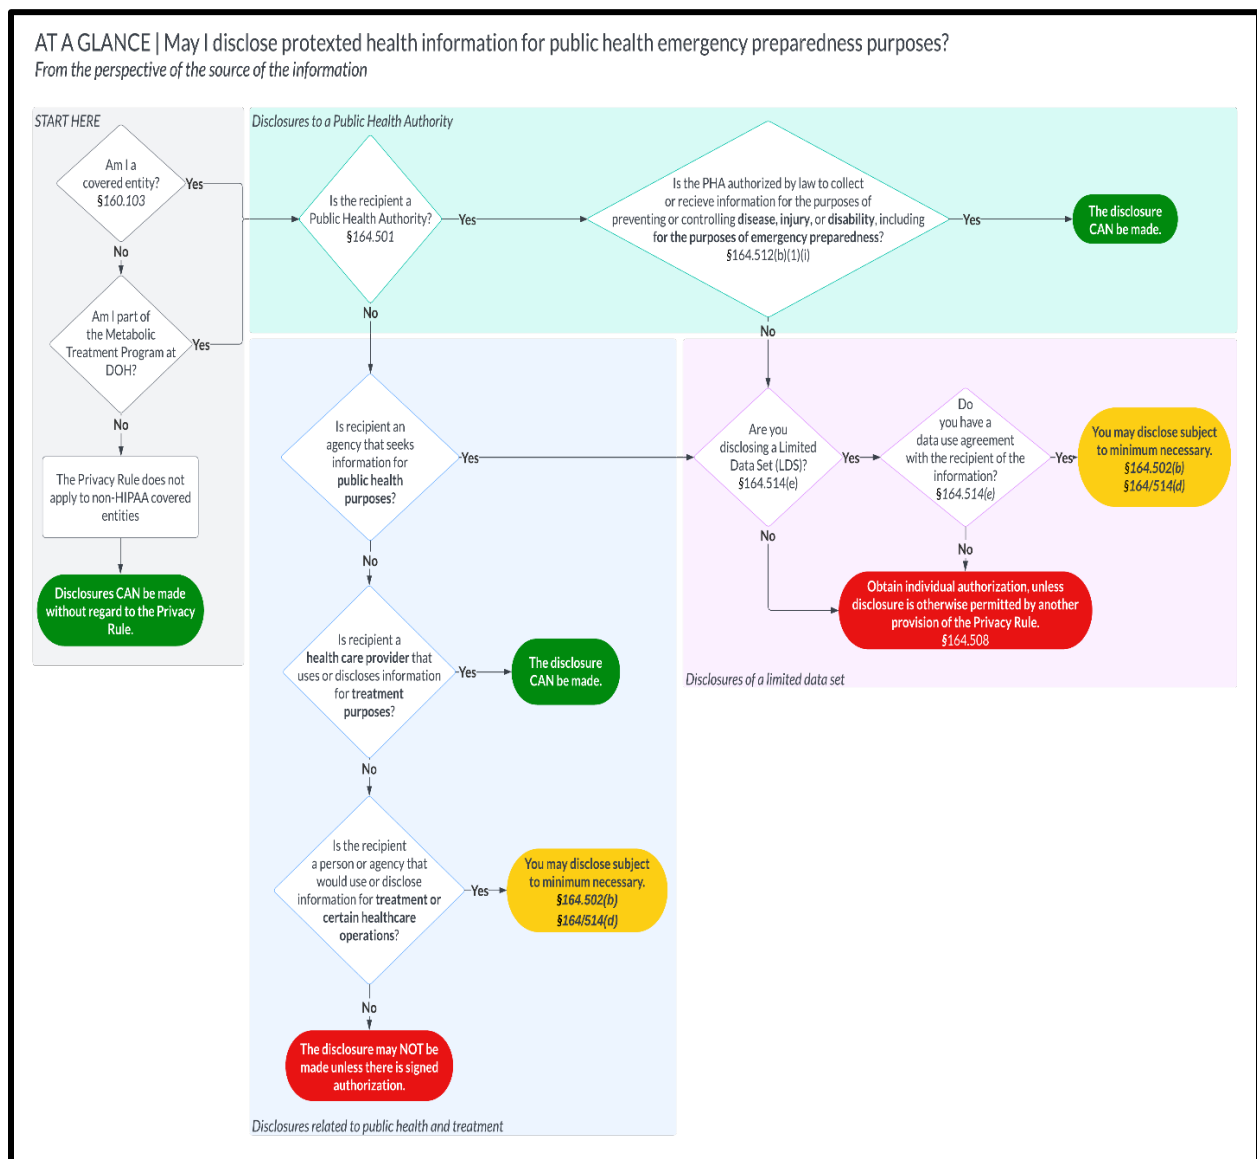 AT A GLANCE | May I disclose protexted health information for public health emergency preparedness purposes?
From the perspective of the source of the information
START HERE
Am I a
covered entity?
§160.103
Yes
No
Am I part of
the Metabolic
Treatment Program at
DOH?
Yes
No
The Privacy Rule does not
apply to non-HIPAA covered
entities
Disclosures CAN be made
without regard to the Privacy
Rule.
Disclosures to a Public Health Authority
Is the recipient a
Public Health Authority?
§164.501
Yes
No
Is the PHA authorized by law to collect
or recieve information for the purposes of
preventing or controlling disease, injury, or disability, including
for the purposes of emergency preparedness?
§164.512(b)(1)(i)
Yes
No
The disclosure
CAN be made.
Is recipient an
agency that seeks
information for
public health
purposes?
Yes
No
Is recipient a
health care provider that
uses or discloses information
for treatment
purposes?
Yes
No
The disclosure
CAN be made.
Is the recipient
a person or agency that
would use or disclose
information for treatment or
certain healthcare
operations?
Yes
No
You may disclose subject
to minimum necessary.
§164.502(b)
§164/514(d)
The disclosure may NOT be
made unless there is signed
authorization.
Disclosures related to public health and treatment
Are you
disclosing a Limited
Data Set (LDS)?
§164.514(e)
Yes
No
Do
you have a
data use agreement
with the recipient of the
information?
§164.514(e)
Yes
No
You may disclose subject
to minimum necessary.
§164.502(b)
§164/514(d)
Obtain individual authorization, unless
disclosure is otherwise permitted by another
provision of the Privacy Rule.
§164.508
Disclosures of a limited data set